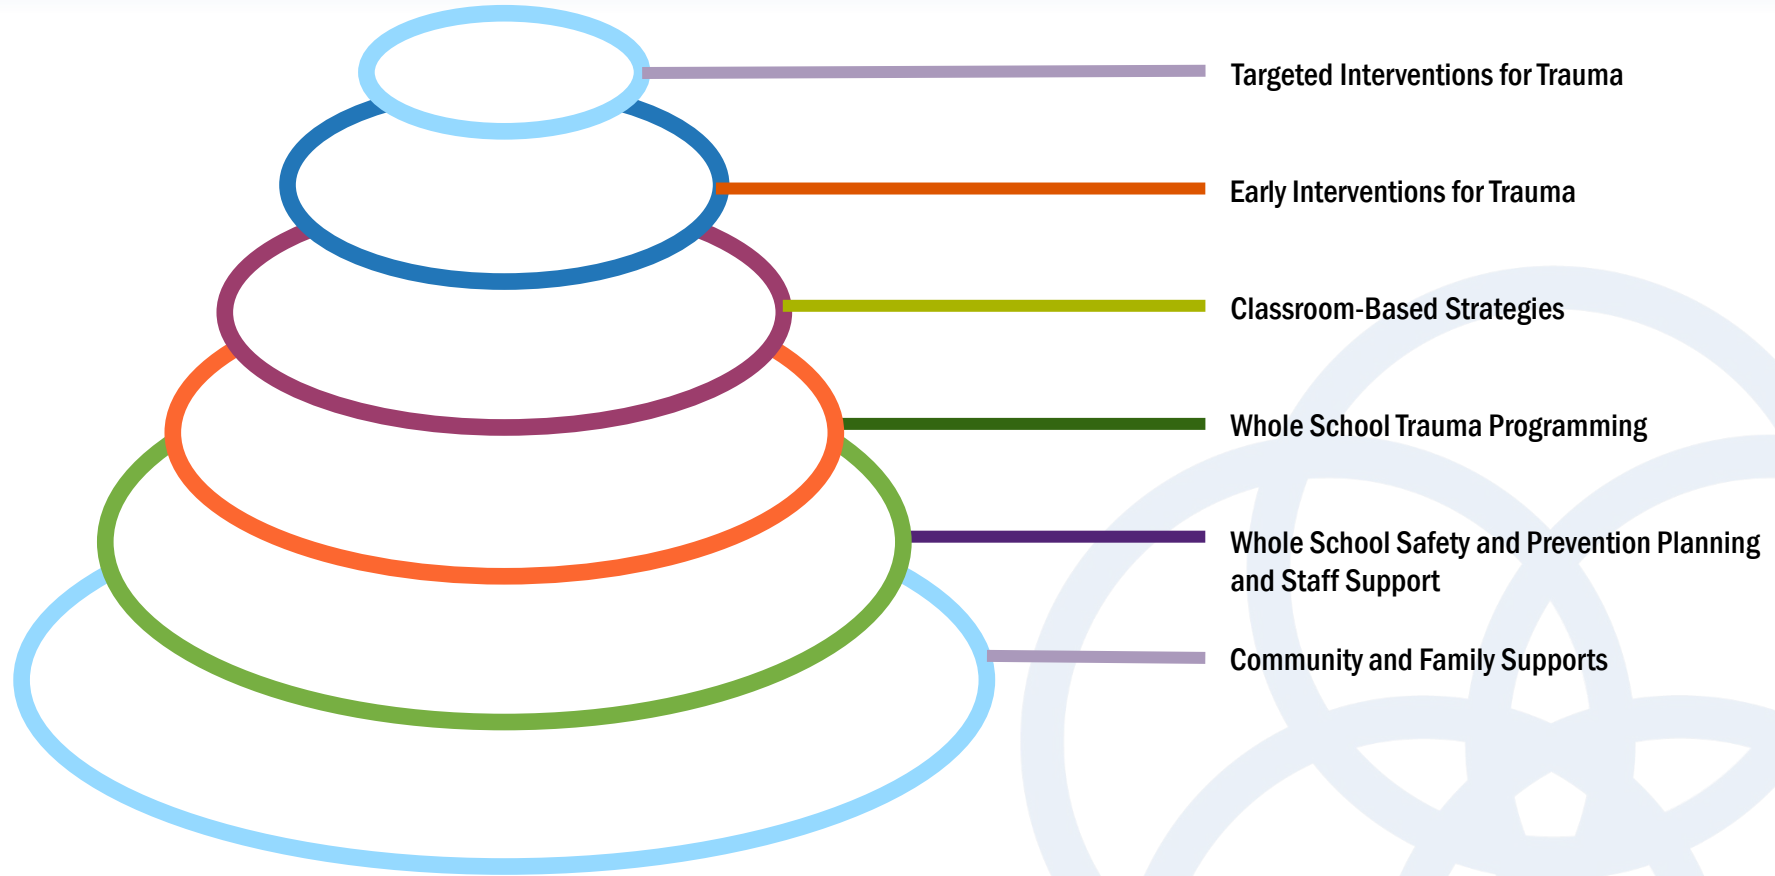 Targeted Interventions for Trauma
Early Interventions for Trauma
Classroom-Based Strategies
Whole School Trauma Programming
Whole School Safety and Prevention Planning
and Staff Support
Community and Family Supports